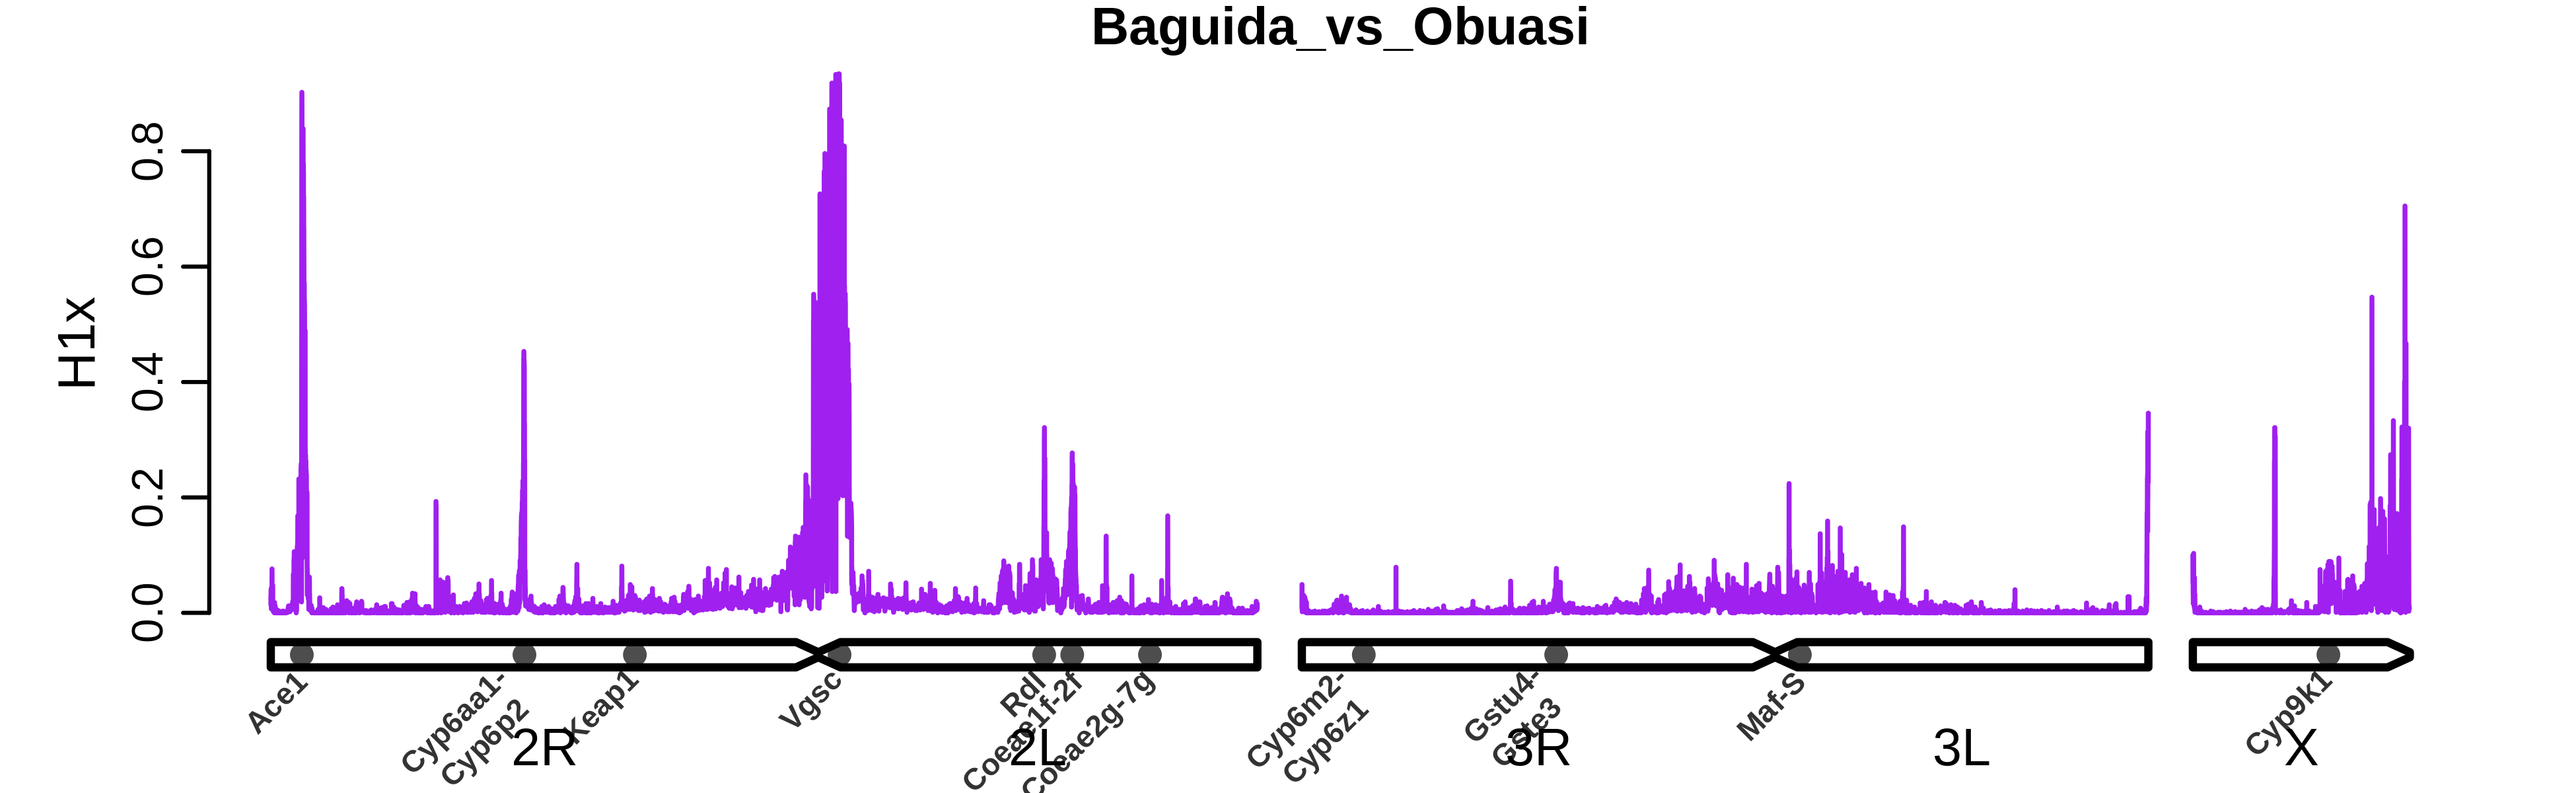 Baguida_vs_Obuasi
H1x
0.8
0.6
0.4
0.2
0.0
Ace1
Cyp6aa1-
Cyp6p2
Keap1
Vgsc
Rdl
Coeae1f-2f
Coeae2g-7g
Cyp6m2-
Cyp6z1
Gstu4-
Gste3
Maf-S
Cyp9k1
2R
2L
3R
3L
X